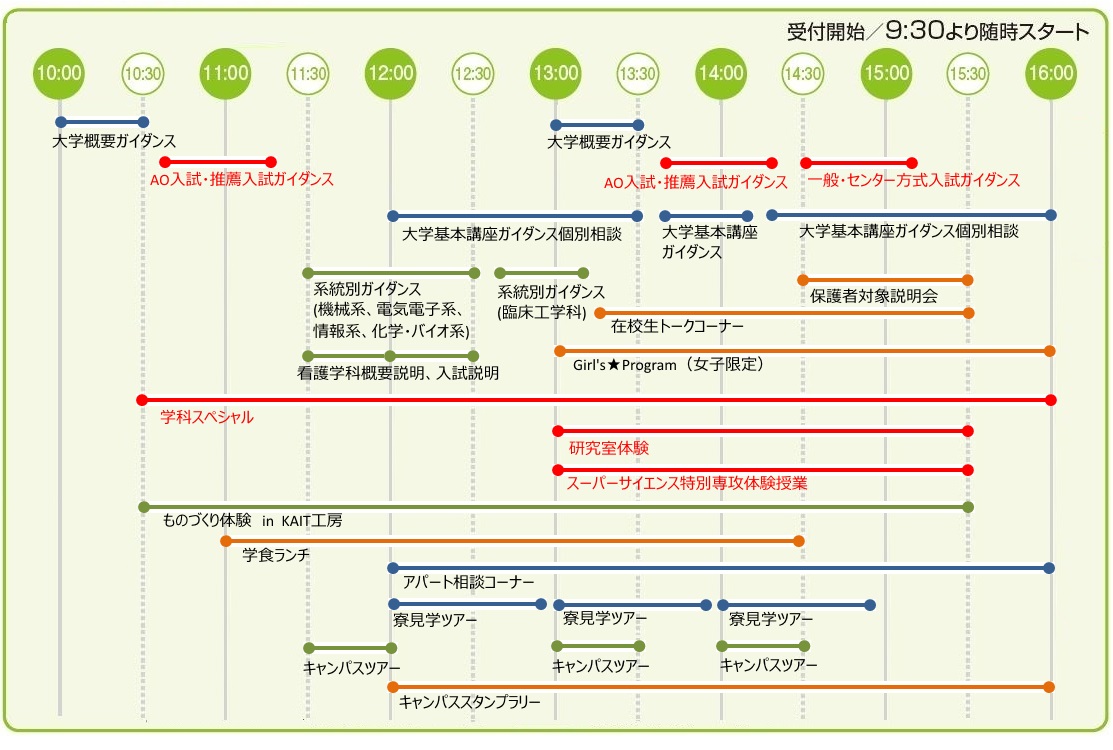 受付開始／9:30より随時スタート
10:00 10:30 11:00 11:30 12:00 12:30 13:00 13:30 14:00 14:30 15:00 15:30 16:00
大学概要ガイダンス
大学概要ガイダンス
AO入試・推薦入試ガイダンス
AO入試・推薦入試ガイダンス
一般・センター方式入試ガイダンス
大学基本講座ガイダンス個別相談
大学基本講座
ガイダンス
大学基本講座ガイダンス個別相談
系統別ガイダンス
(機械系、電気電子系、
情報系、化学・バイオ系)
系統別ガイダンス
(臨床工学科)
保護者対象説明会
在校生トークコーナー
看護学科概要説明、入試説明
Girl's★Program（女子限定）
学科スペシャル
研究室体験
スーパーサイエンス特別専攻体験授業
ものづくり体験 in KAIT工房
学食ランチ
アパート相談コーナー
寮見学ツアー
寮見学ツアー
寮見学ツアー
キャンパスツアー
キャンパスツアー
キャンパスツアー
キャンパススタンプラリー